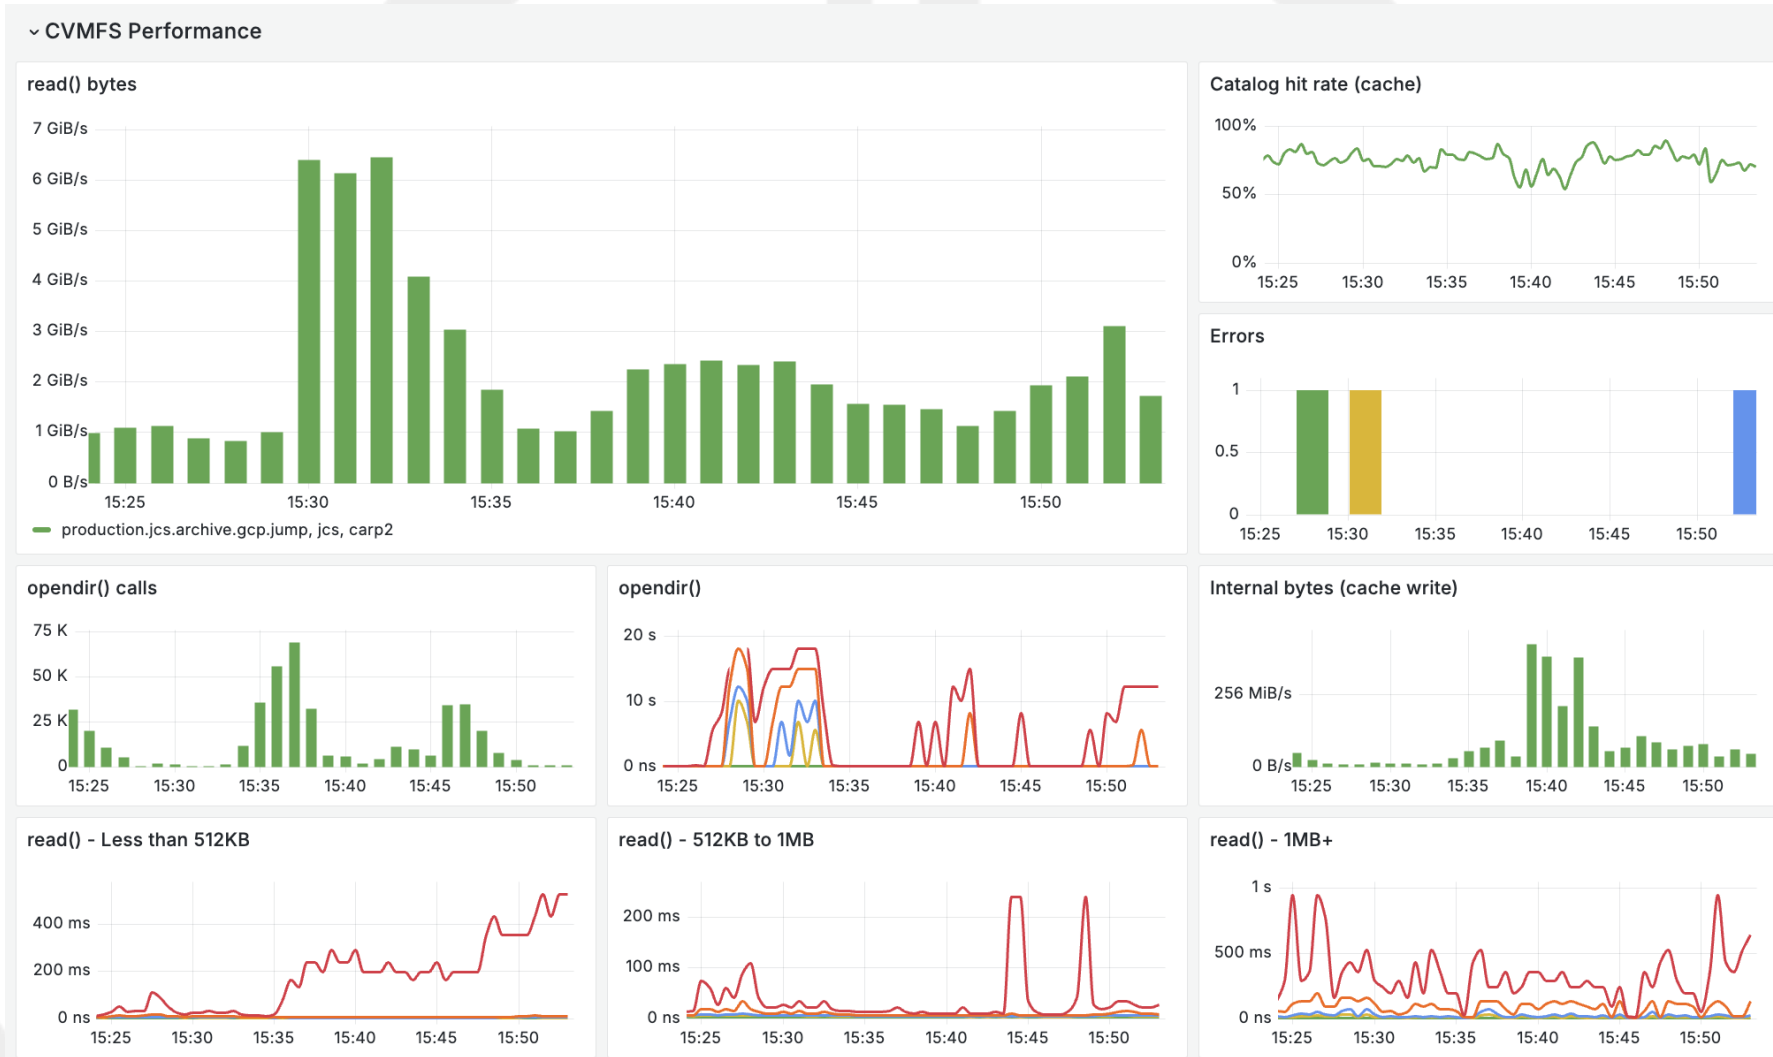 CVMFS Performance
read() bytes
7 GiB/s
6 GiB/s
5 GiB/s
4 GiB/s
3 GiB/s
2 GiB/s
1 GiB/s
0 B/s
15:25 15:30 15:35 15:40 15:45 15:50
production.jcs.archive.gcp.jump, jcs, carp2
Catalog hit rate (cache)
100%
50%
0%
15:25 15:30 15:35 15:40 15:45 15:50
Errors
1
0.5
0
15:25 15:30 15:35 15:40 15:45 15:50
opendir() calls
75 K
50 K
25 K
0
15:25 15:30 15:35 15:40 15:45 15:50
opendir()
20 s
10 s
0 ns
15:25 15:30 15:35 15:40 15:45 15:50
Internal bytes (cache write)
256 MiB/s
0 B/s
15:25 15:30 15:35 15:40 15:45 15:50
read() - Less than 512KB
400 ms
200 ms
0 ns
15:25 15:30 15:35 15:40 15:45 15:50
read() - 512KB to 1MB
200 ms
100 ms
0 ns
15:25 15:30 15:35 15:40 15:45 15:50
read() - 1MB+
1 s
500 ms
0 ns
15:25 15:30 15:35 15:40 15:45 15:50